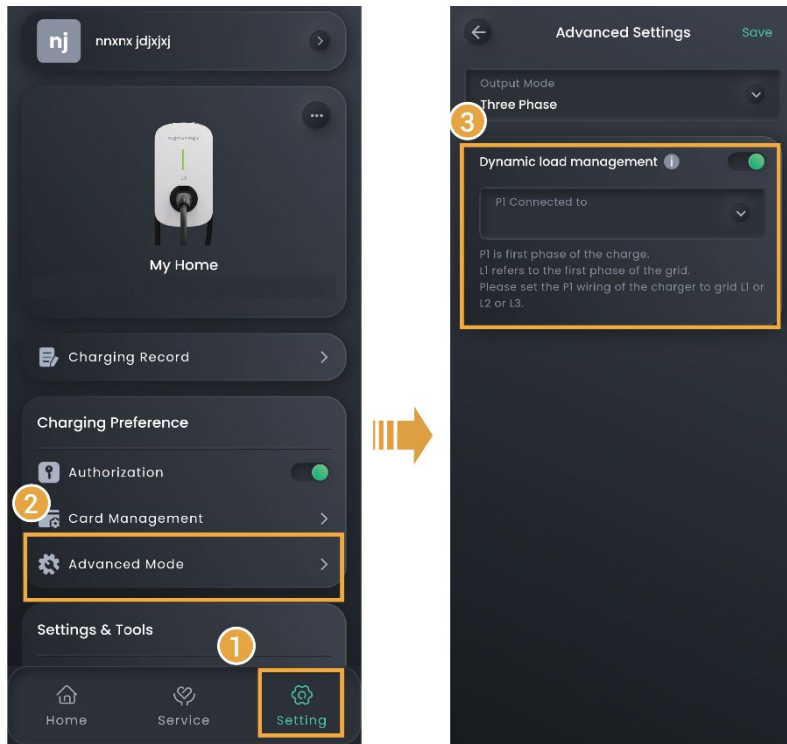 nj
nnxnx jdjxjxj
My Home
Charging Record
Charging Preference
Authorization
2
Card Management
Advanced Mode
Settings & Tools
1
Home
Service
Setting
Advanced Settings
Save
Output Mode
Three Phase
3
Dynamic load management i
P1 Connected to
P1 is first phase of the charge.
L1 refers to the first phase of the grid.
Please set the P1 wiring of the charger to grid L1 or
L2 or L3.